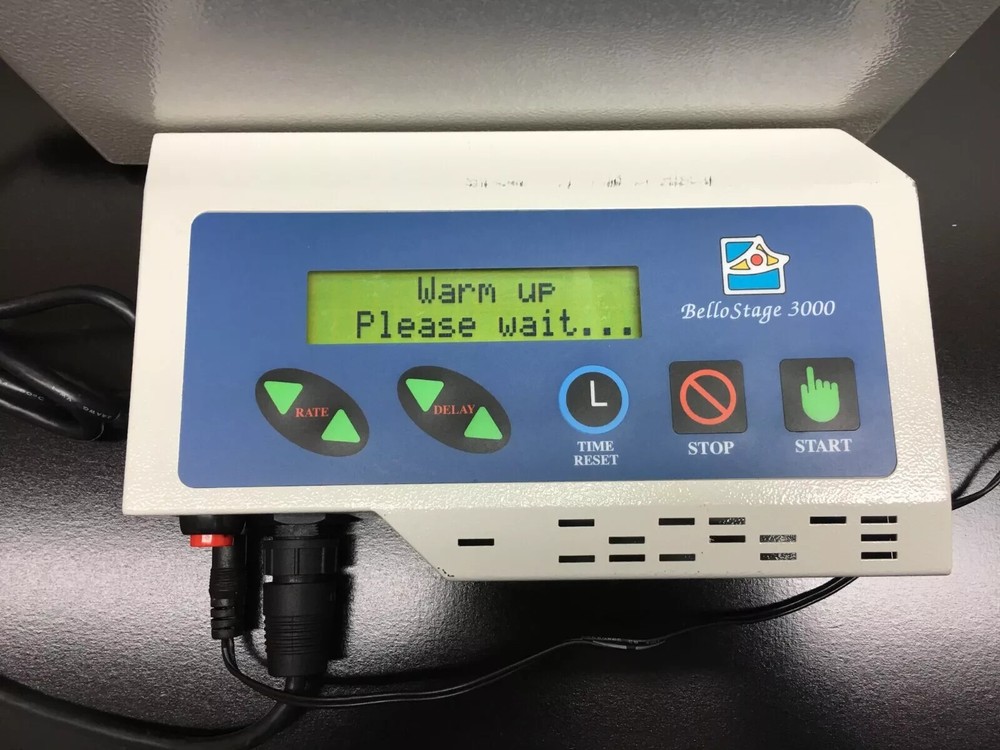 Warm up
Please wait...
BelloStage 3000
RATE
DELAY
TIME
RESET
STOP
START